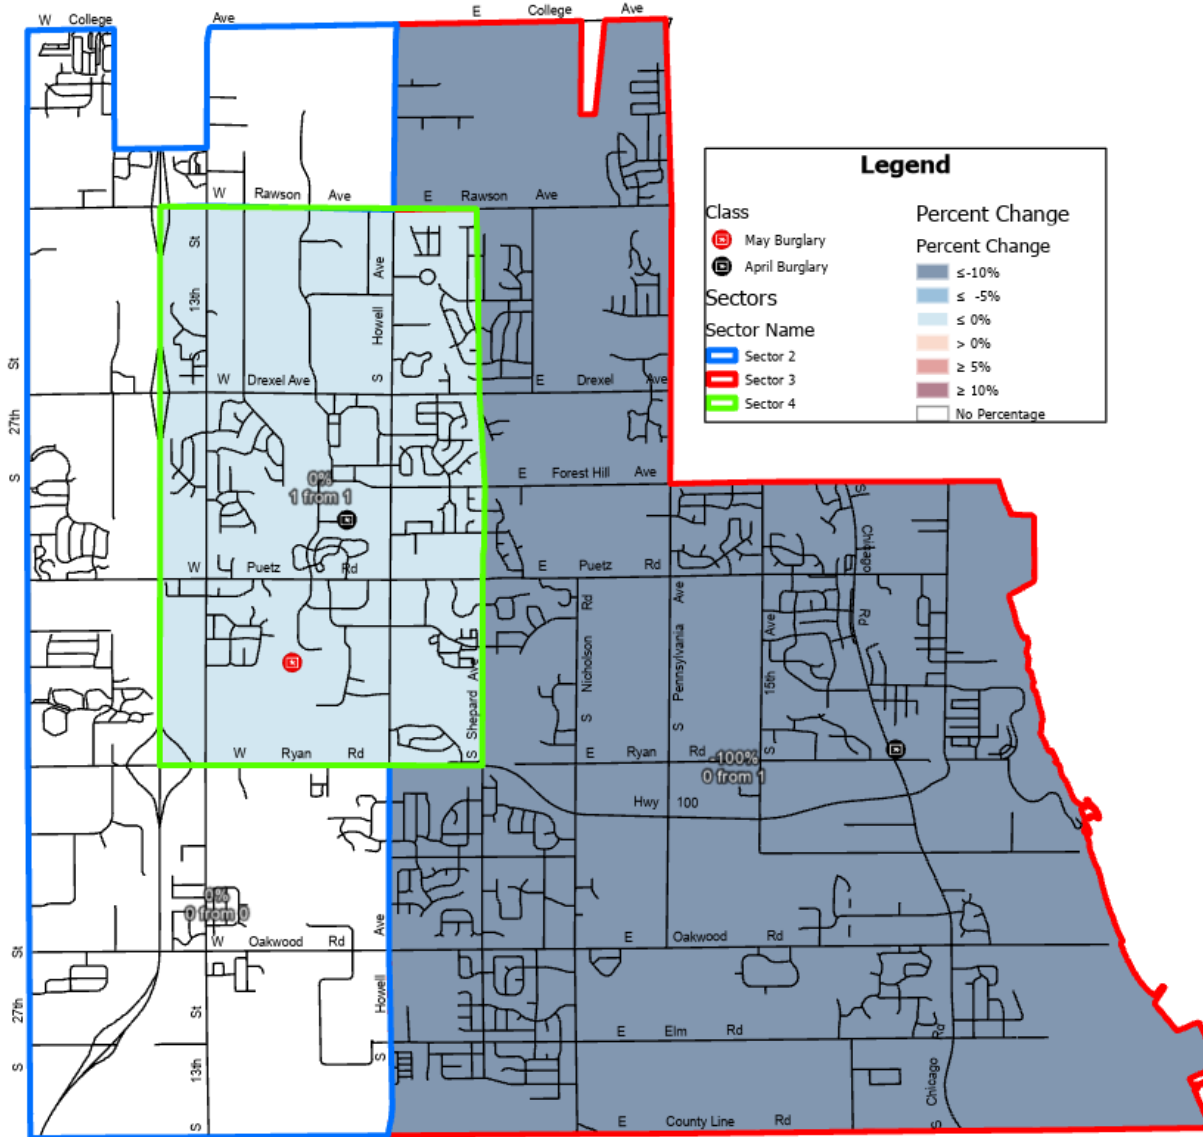 W College Ave
E College Ave
Legend
Class
May Burglary
April Burglary
Sectors
Sector Name
Sector 2
Sector 3
Sector 4
Percent Change
Percent Change
≤-10%
≤ -5%
≤ 0%
> 0%
≥ 5%
≥ 10%
No Percentage
W Rawson Ave
E Rawson Ave
S 13th St
S Howell Ave
S 27th St
W Drexel Ave
E Drexel Ave
E Forest Hill Ave
0%
1 from 1
W Puetz Rd
E Puetz Rd
S Chicago Rd
S Nicholson Rd
S Pennsylvania Ave
S 15th Ave
S Shepard Ave
W Ryan Rd
E Ryan Rd
-100%
0 from 1
Hwy 100
0%
0 from 0
W Oakwood Rd
E Oakwood Rd
S 27th St
S 13th St
S Howell Ave
E Elm Rd
S Chicago Rd
E County Line Rd